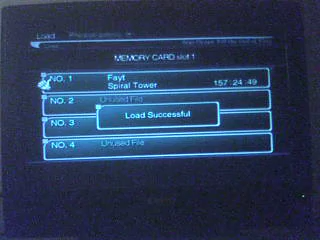 Load
MEMORY CARD slot 1
NO. 1 Fayt
Spiral Tower 157:24:49
NO. 2 Unused File
Load Successful
NO. 3
NO. 4 Unused File